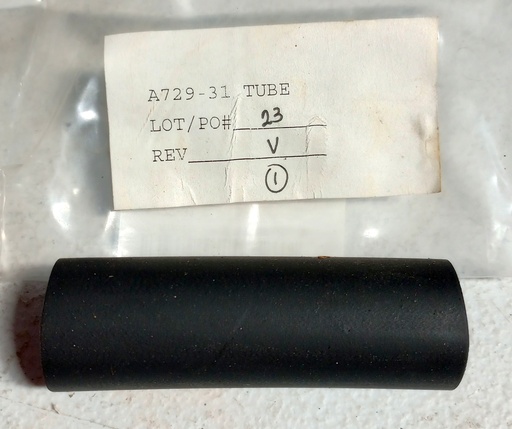 A729-31 TUBE
LOT/PO# 23
REV V
1